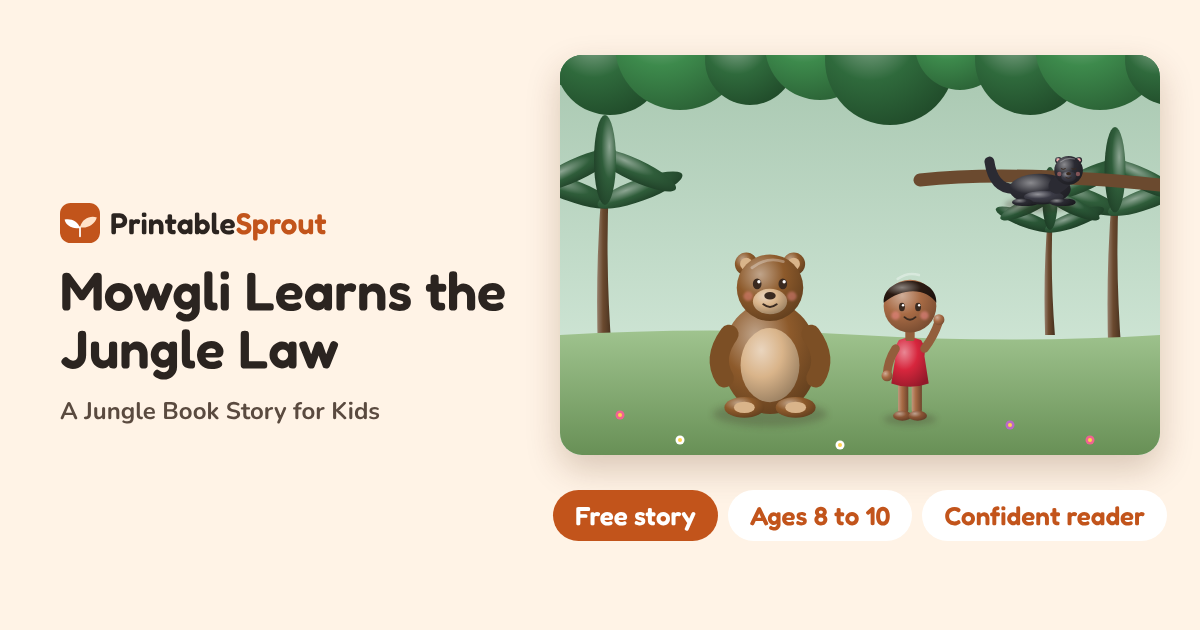 PrintableSprout
Mowgli Learns the
Jungle Law
A Jungle Book Story for Kids
Free story
Ages 8 to 10
Confident reader